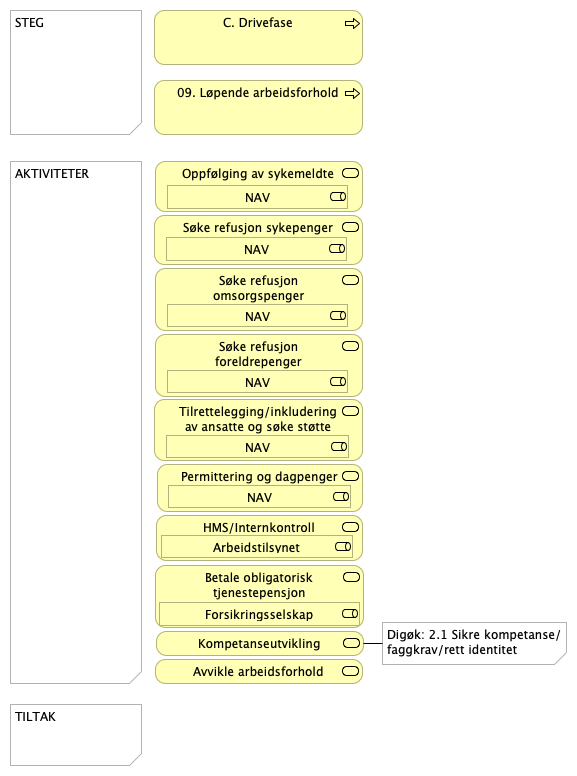 STEG
C. Drivefase
09. Løpende arbeidsforhold
AKTIVITETER
Oppfølging av sykemeldte
NAV
Søke refusjon sykepenger
NAV
Søke refusjon
omsorgspenger
NAV
Søke refusjon
foreldrepenger
NAV
Tilrettelegging/inkludering
av ansatte og søke støtte
NAV
Permittering og dagpenger
NAV
HMS/Internkontroll
Arbeidstilsynet
Betale obligatorisk
tjenestepensjon
Forsikringsselskap
Kompetanseutvikling
Digøk: 2.1 Sikre kompetanse/
faggkrav/rett identitet
Avvikle arbeidsforhold
TILTAK